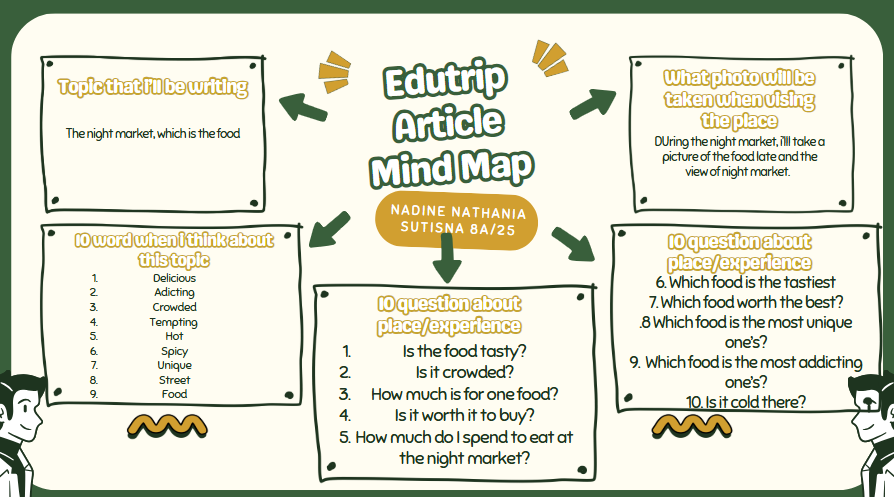 Edutrip
Article
Mind Map
NADINE NATHANIA
SUTISNA 8A/25
Topic that i'll be writing
The night market, which is the food
What photo will be
taken when vising
the place
DUring the night market, i'lll take a
picture of the food late and the
view of night market.
10 word when i think about
this topic
1. Delicious
2. Adicting
3. Crowded
4. Tempting
5. Hot
6. Spicy
7. Unique
8. Street
9. Food
10 question about
place/experience
1. Is the food tasty?
2. Is it crowded?
3. How much is for one food?
4. Is it worth it to buy?
5. How much do I spend to eat at
the night market?
10 question about
place/experience
6. Which food is the tastiest
7. Which food worth the best?
.8 Which food is the most unique
one's?
9. Which food is the most addicting
one's?
10. Is it cold there?